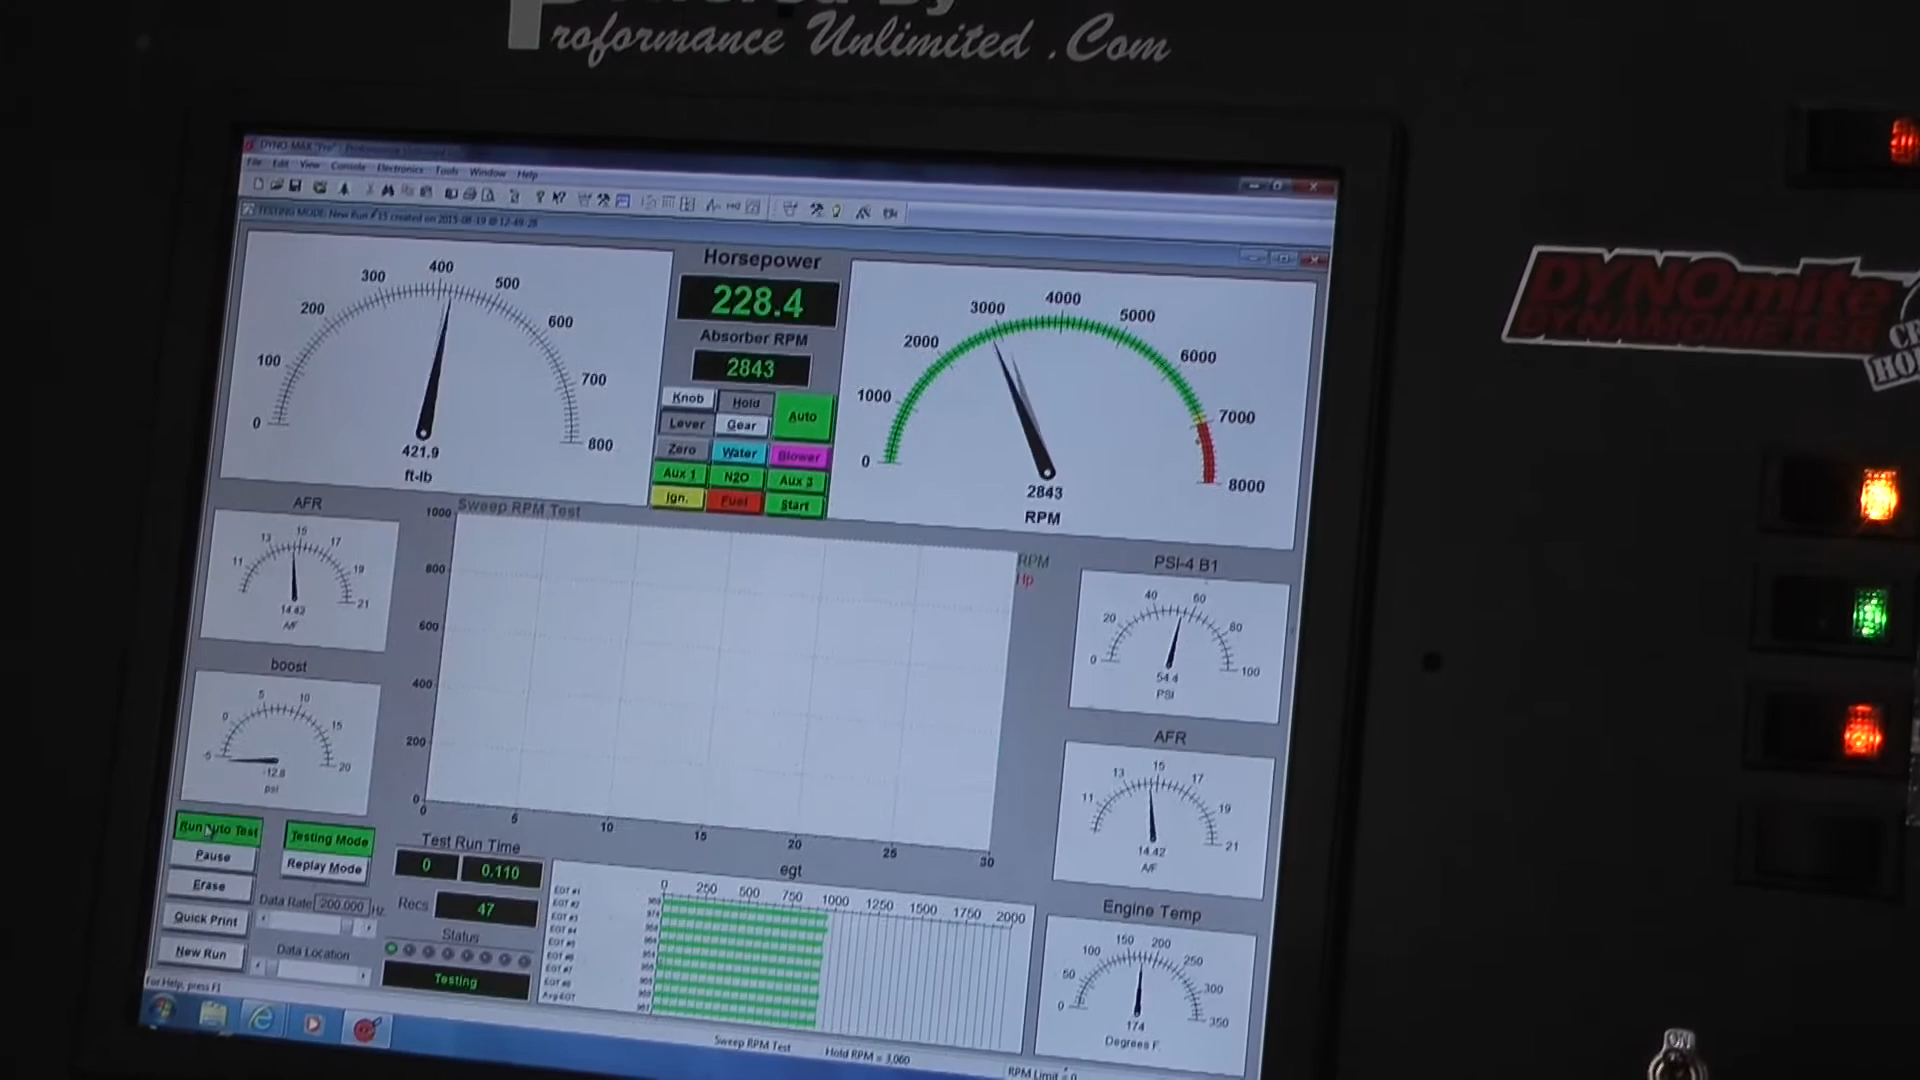 Powered By
Proformance Unlimited .Com
DYNO-MAX "Pro" - Proformance Unlimited
File Edit View Console Electronics Tools Window Help
TESTING MODE: New Run #15 created on 2015-08-19 @ 12-49-28
0 100 200 300 400 500 600 700 800
421.9
ft-lb
Horsepower
228.4
Absorber RPM
2843
Knob Hold Auto
Lever Gear
Zero Water Blower
Aux 1 N2O Aux 3
Ign. Fuel Start
0 1000 2000 3000 4000 5000 6000 7000 8000
2843
RPM
DYNOmite
DYNAMOMETER
AFR
11 13 15 17 19 21
14.42
A/F
boost
-5 0 5 10 15 20
-12.8
psi
Sweep RPM Test
1000
800
600
400
200
0
0 5 10 15 20 25 30
RPM
Hp
PSI-4 B1
0 20 40 60 80 100
54.4
PSI
AFR
11 13 15 17 19 21
14.42
A/F
Engine Temp
0 50 100 150 200 250 300 350
174
Degrees F
Run Auto Test
Pause
Erase
Quick Print
New Run
Testing Mode
Replay Mode
Data Rate 200.000 Hz
Data Location
Test Run Time
0 0.110
Recs 47
Status
Testing
egt
0 250 500 750 1000 1250 1500 1750 2000
EGT #1
EGT #2
EGT #3
EGT #4
EGT #5
EGT #6
EGT #7
EGT #8
Avg EGT
For Help, press F1
Sweep RPM Test Hold RPM = 3,060
RPM Limit = 0
ON